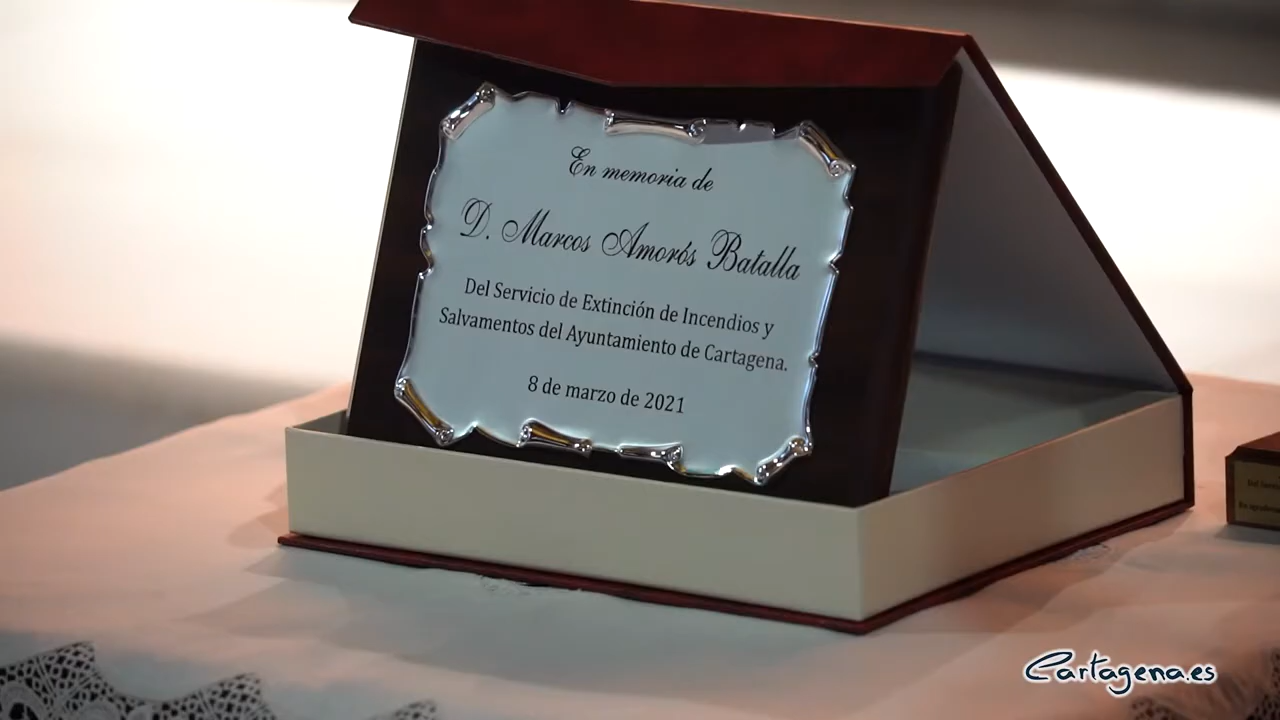 En memoria de
D. Marcos Amorós Batalla
Del Servicio de Extinción de Incendios y
Salvamentos del Ayuntamiento de Cartagena.
8 de marzo de 2021
Cartagena.es